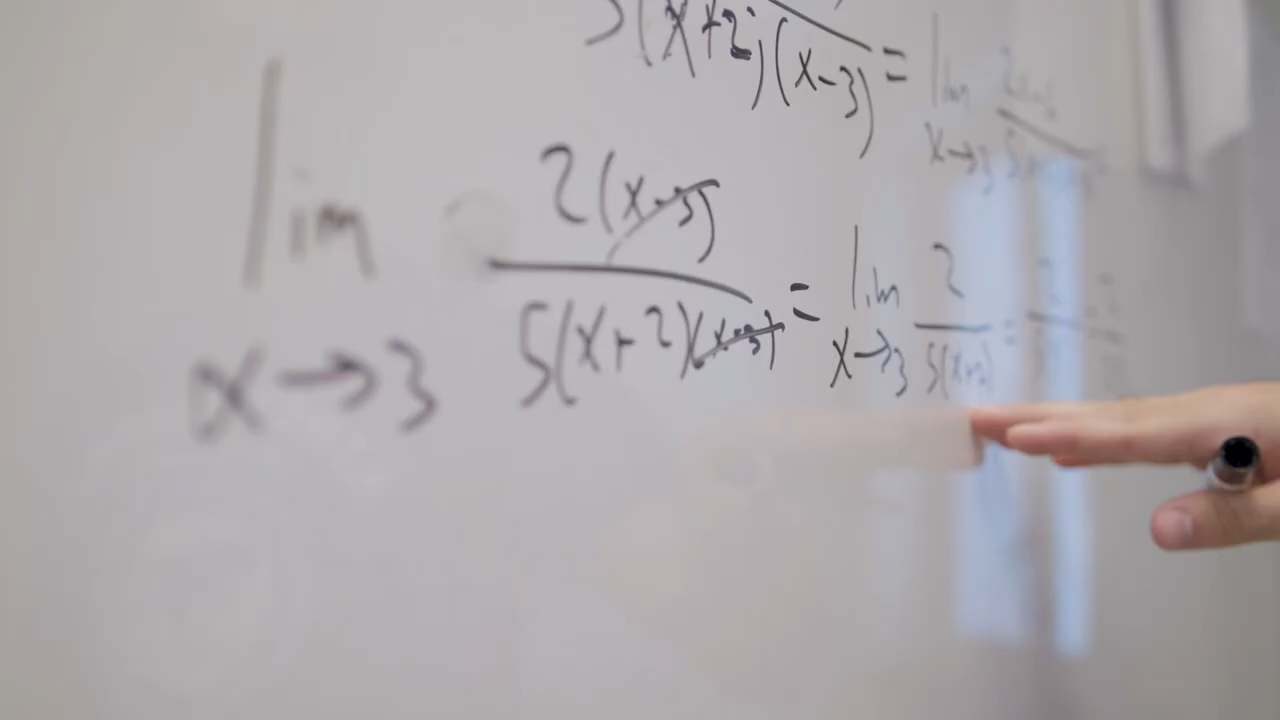 5(x+2)(x-3) = lim x→3
lim x→3 2(x-3) / 5(x+2)(x-3) = lim x→3 2 / 5(x+2) =